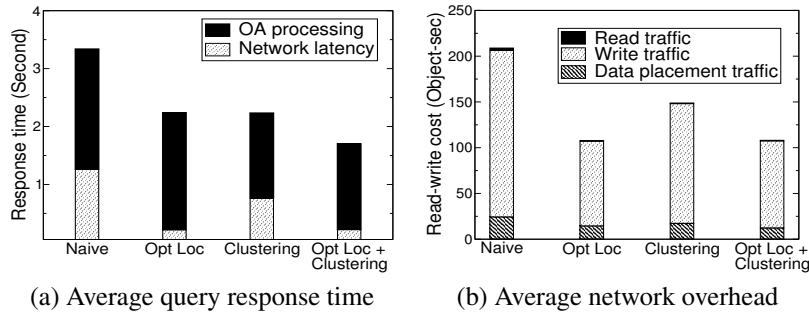 4
3
2
1
Response time (Second)
OA processing
Network latency
Naive
Opt Loc
Clustering
Opt Loc +
Clustering
(a) Average query response time
250
200
150
100
50
0
Read-write cost (Object-sec)
Read traffic
Write traffic
Data placement traffic
Naive
Opt Loc
Clustering
Opt Loc +
Clustering
(b) Average network overhead